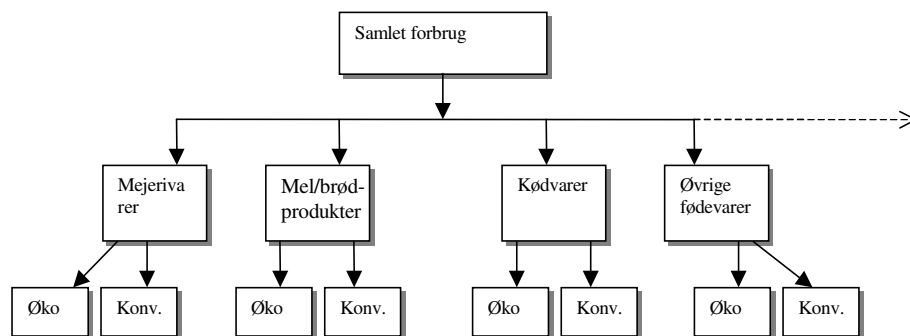 Samlet forbrug
Mejeriva
rer
Mel/brød-
produkter
Kødvarer
Øvrige
fødevarer
Øko
Konv.
Øko
Konv.
Øko
Konv.
Øko
Konv.